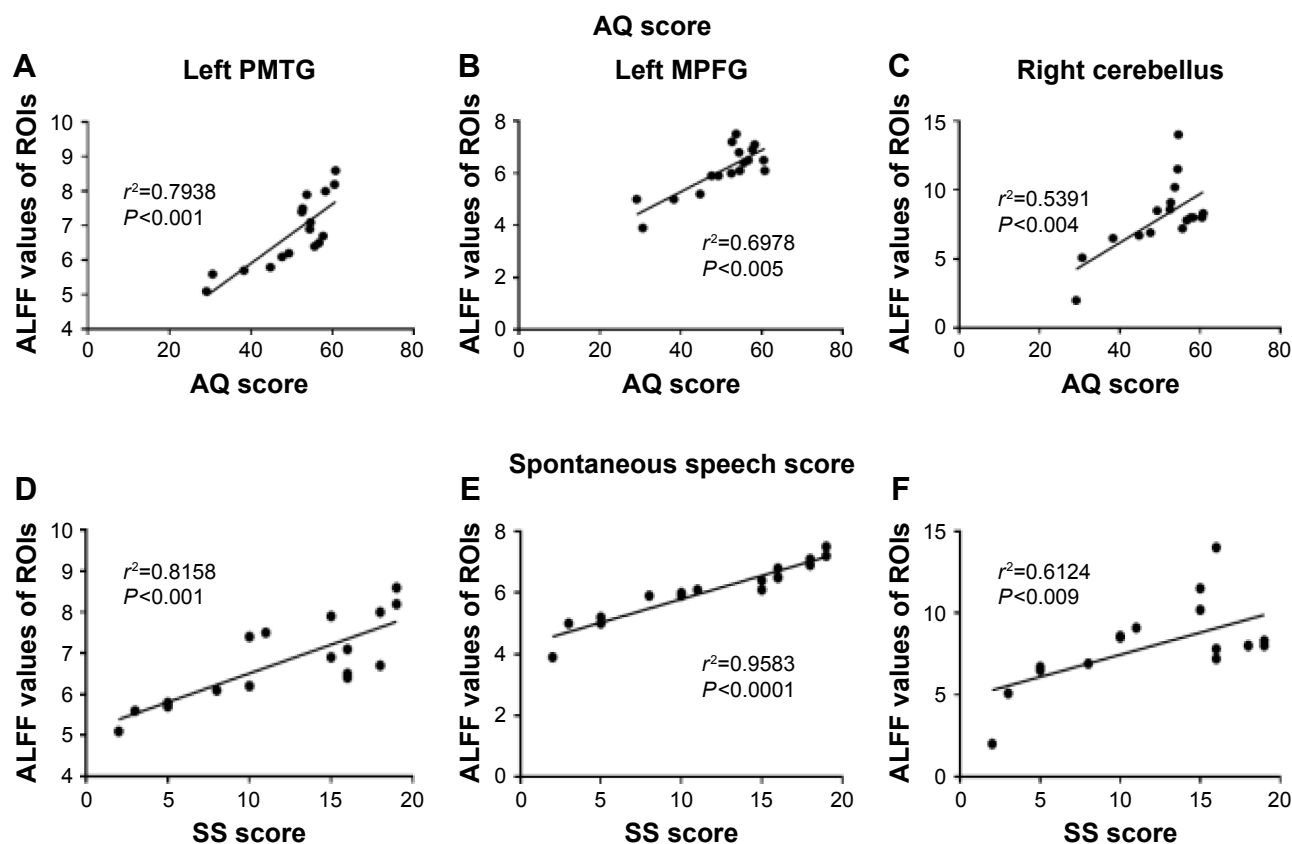 AQ score
A
Left PMTG
B
Left MPFG
C
Right cerebellus
ALFF values of ROIs
10
9
8
7
6
5
4
r²=0.7938
P<0.001
0
20
40
60
80
AQ score
ALFF values of ROIs
8
6
4
2
0
r²=0.6978
P<0.005
0
20
40
60
80
AQ score
ALFF values of ROIs
15
10
5
0
r²=0.5391
P<0.004
0
20
40
60
80
AQ score
Spontaneous speech score
D
ALFF values of ROIs
10
9
8
7
6
5
4
r²=0.8158
P<0.001
0
5
10
15
20
SS score
E
ALFF values of ROIs
8
6
4
2
0
r²=0.9583
P<0.0001
0
5
10
15
20
SS score
F
ALFF values of ROIs
15
10
5
0
r²=0.6124
P<0.009
0
5
10
15
20
SS score